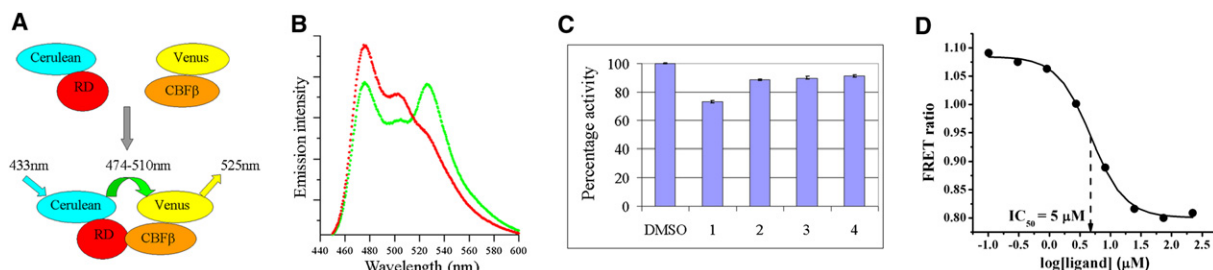 A
Cerulean
Venus
RD
CBFβ
433nm
474-510nm
525nm
Cerulean
Venus
RD
CBFβ
B
Emission intensity
440 460 480 500 520 540 560 580 600
Wavelength (nm)
C
Percentage activity
100
80
60
40
20
0
DMSO 1 2 3 4
D
FRET ratio
1.10
1.05
1.00
0.95
0.90
0.85
0.80
IC50 = 5 μM
-1.0 -0.5 0.0 0.5 1.0 1.5 2.0 2.5
log[ligand] (μM)